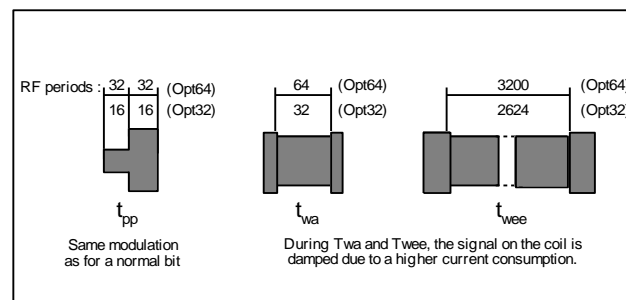 RF periods : 32 32 (Opt64) 64 (Opt64) 3200 (Opt64)
16 16 (Opt32) 32 (Opt32) 2624 (Opt32)
tpp twa twee
Same modulation
as for a normal bit
During Twa and Twee, the signal on the coil is
damped due to a higher current consumption.